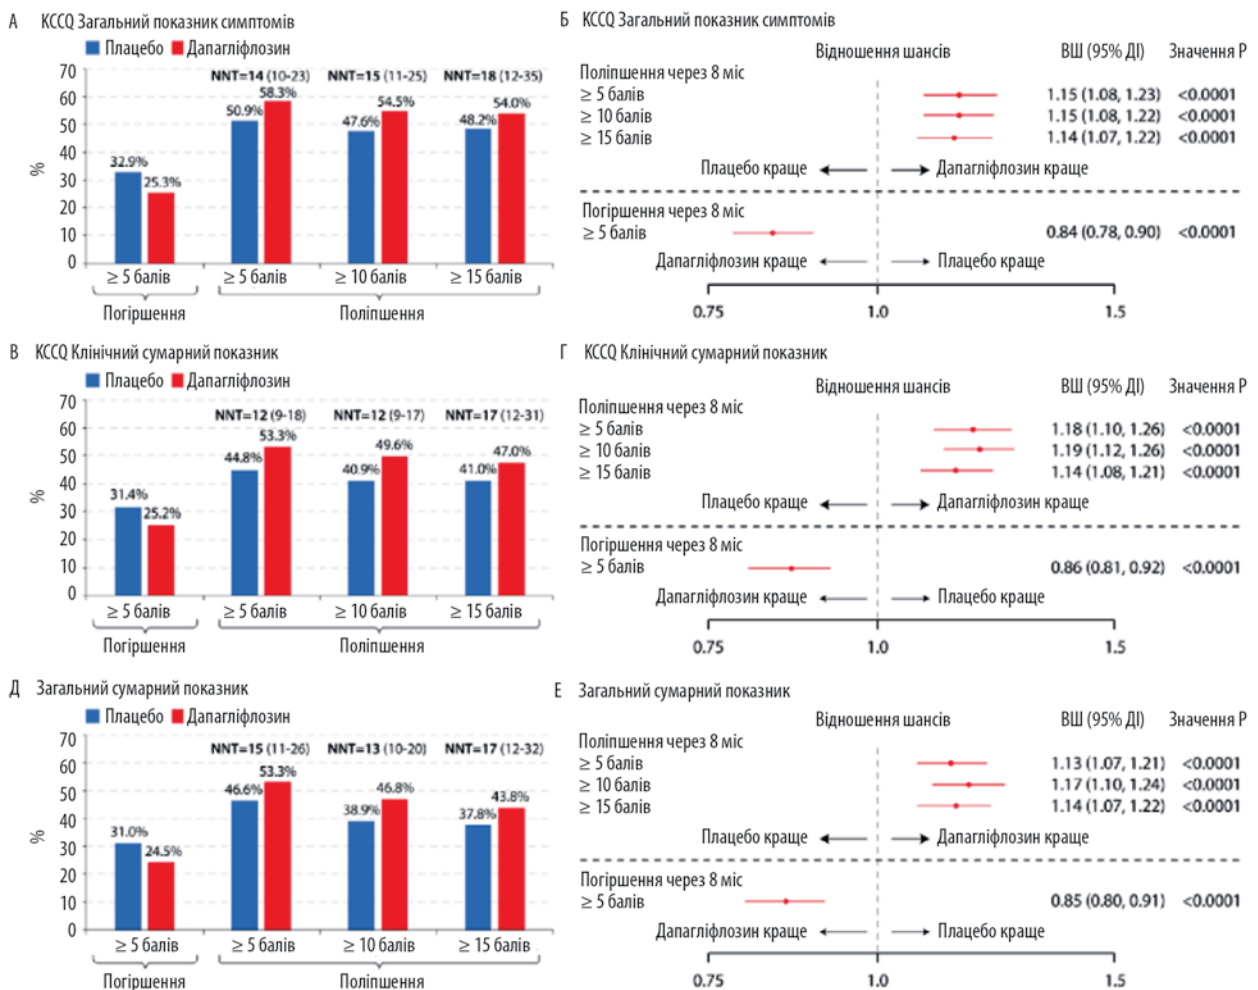 А КССQ Загальний показник симптомів
Плацебо Дапагліфлозин
70
60
50
40
30
20
10
0
%
NNT=14 (10-23) NNT=15 (11-25) NNT=18 (12-35)
32.9% 25.3% 50.9% 58.3% 47.6% 54.5% 48.2% 54.0%
≥ 5 балів ≥ 5 балів ≥ 10 балів ≥ 15 балів
Погіршення Поліпшення
Б КССQ Загальний показник симптомів
Відношення шансів ВШ (95% ДІ) Значення Р
Поліпшення через 8 міс
≥ 5 балів 1.15 (1.08, 1.23) <0.0001
≥ 10 балів 1.15 (1.08, 1.22) <0.0001
≥ 15 балів 1.14 (1.07, 1.22) <0.0001
Плацебо краще Дапагліфлозин краще
Погіршення через 8 міс
≥ 5 балів 0.84 (0.78, 0.90) <0.0001
Дапагліфлозин краще Плацебо краще
0.75 1.0 1.5
В КССQ Клінічний сумарний показник
Плацебо Дапагліфлозин
70
60
50
40
30
20
10
0
%
NNT=12 (9-18) NNT=12 (9-17) NNT=17 (12-31)
31.4% 25.2% 44.8% 53.3% 40.9% 49.6% 41.0% 47.0%
≥ 5 балів ≥ 5 балів ≥ 10 балів ≥ 15 балів
Погіршення Поліпшення
Г КССQ Клінічний сумарний показник
Відношення шансів ВШ (95% ДІ) Значення Р
Поліпшення через 8 міс
≥ 5 балів 1.18 (1.10, 1.26) <0.0001
≥ 10 балів 1.19 (1.12, 1.26) <0.0001
≥ 15 балів 1.14 (1.08, 1.21) <0.0001
Плацебо краще Дапагліфлозин краще
Погіршення через 8 міс
≥ 5 балів 0.86 (0.81, 0.92) <0.0001
Дапагліфлозин краще Плацебо краще
0.75 1.0 1.5
Д Загальний сумарний показник
Плацебо Дапагліфлозин
70
60
50
40
30
20
10
0
%
NNT=15 (11-26) NNT=13 (10-20) NNT=17 (12-32)
31.0% 24.5% 46.6% 53.3% 38.9% 46.8% 37.8% 43.8%
≥ 5 балів ≥ 5 балів ≥ 10 балів ≥ 15 балів
Погіршення Поліпшення
Е Загальний сумарний показник
Відношення шансів ВШ (95% ДІ) Значення Р
Поліпшення через 8 міс
≥ 5 балів 1.13 (1.07, 1.21) <0.0001
≥ 10 балів 1.17 (1.10, 1.24) <0.0001
≥ 15 балів 1.14 (1.07, 1.22) <0.0001
Плацебо краще Дапагліфлозин краще
Погіршення через 8 міс
≥ 5 балів 0.85 (0.80, 0.91) <0.0001
Дапагліфлозин краще Плацебо краще
0.75 1.0 1.5